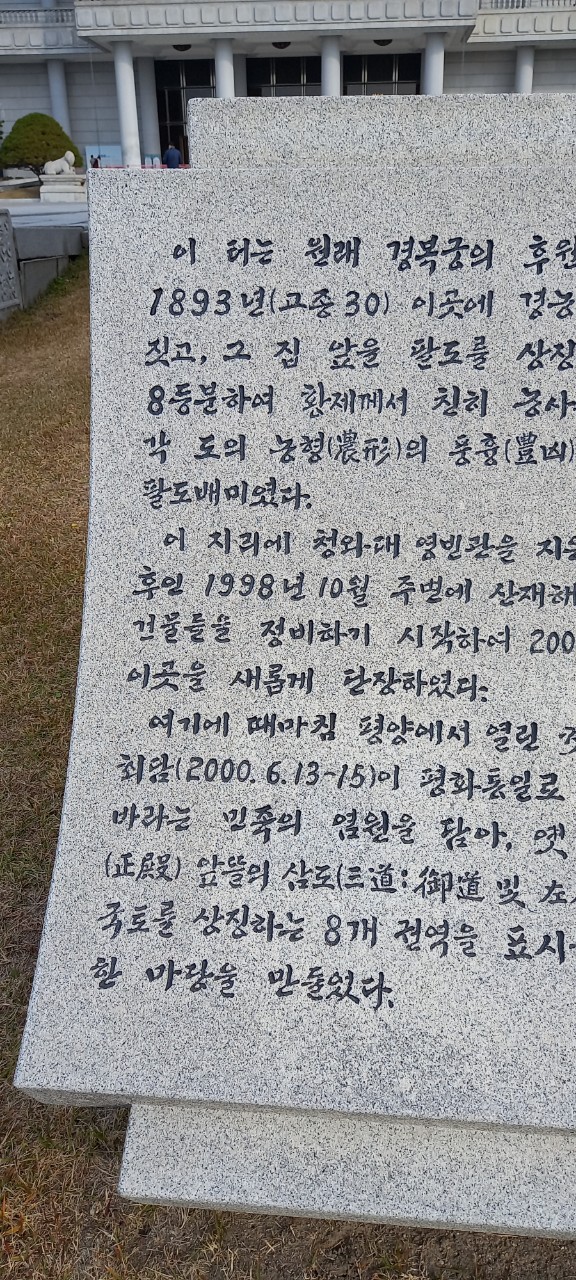 이 터는 원래 경복궁의 후원
1893년(고종 30) 이곳에 경농
짓고, 그 집 앞을 팔도를 상징
8등분하여 황제께서 친히 농사
각 도의 농형(濃形)의 풍흉(豊凶)
팔도배미였다.
이 자리에 청와대 영빈관을 지은
후인 1998년 10월 주변에 산재해
건물들을 정비하기 시작하여 200
이곳을 새롭게 단장하였다.
여기에 때마침 평양에서 열린
회담(2000. 6. 13~15)이 평화통일로
바라는 민족의 염원을 담아, 옛
(正殿) 앞뜰의 삼도(三道: 御道 및 左
국토를 상징하는 8개 권역을 표시
한 마당을 만들었다.